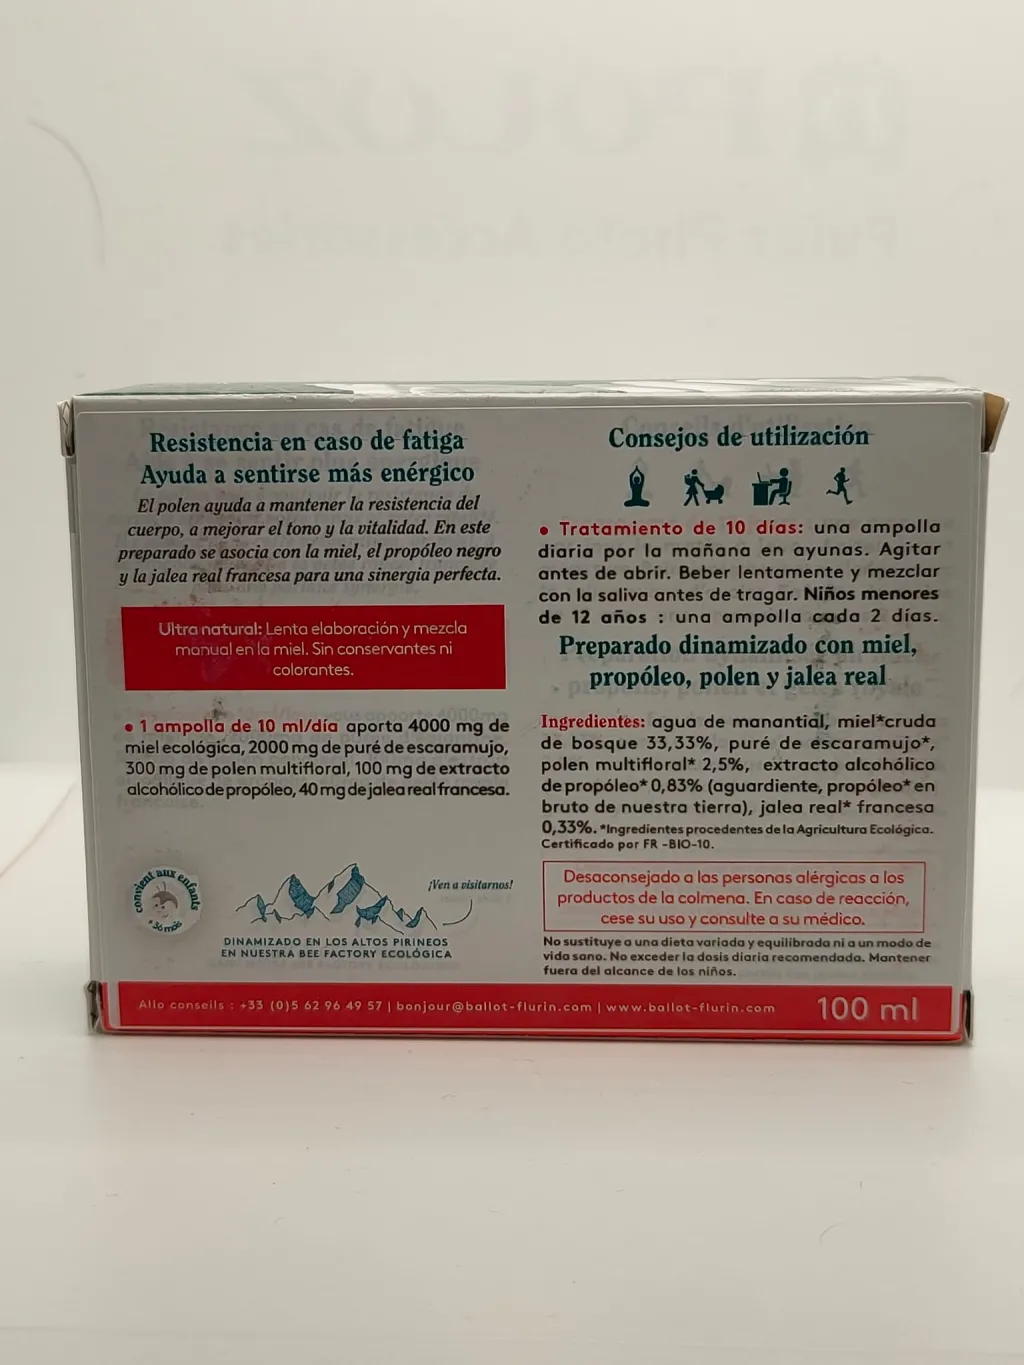 Resistencia en caso de fatiga
Ayuda a sentirse más enérgico
El polen ayuda a mantener la resistencia del
cuerpo, a mejorar el tono y la vitalidad. En este
preparado se asocia con la miel, el propóleo negro
y la jalea real francesa para una sinergia perfecta.
Ultra natural: Lenta elaboración y mezcla
manual en la miel. Sin conservantes ni
colorantes.
• 1 ampolla de 10 ml/día aporta 4000 mg de
miel ecológica, 2000 mg de puré de escaramujo,
300 mg de polen multifloral, 100 mg de extracto
alcohólico de propóleo, 40 mg de jalea real francesa.
convient aux enfants
+ 36 mois
¡Ven a visitarnos!
DINAMIZADO EN LOS ALTOS PIRINEOS
EN NUESTRA BEE FACTORY ECOLÓGICA
Consejos de utilización
• Tratamiento de 10 días: una ampolla
diaria por la mañana en ayunas. Agitar
antes de abrir. Beber lentamente y mezclar
con la saliva antes de tragar. Niños menores
de 12 años : una ampolla cada 2 días.
Preparado dinamizado con miel,
propóleo, polen y jalea real
Ingredientes: agua de manantial, miel*cruda
de bosque 33,33%, puré de escaramujo*,
polen multifloral* 2,5%, extracto alcohólico
de propóleo* 0,83% (aguardiente, propóleo* en
bruto de nuestra tierra), jalea real* francesa
0,33%. *Ingredientes procedentes de la Agricultura Ecológica.
Certificado por FR -BIO-10.
Desaconsejado a las personas alérgicas a los
productos de la colmena. En caso de reacción,
cese su uso y consulte a su médico.
No sustituye a una dieta variada y equilibrada ni a un modo de
vida sano. No exceder la dosis diaria recomendada. Mantener
fuera del alcance de los niños.
Allo conseils : +33 (0)5 62 96 49 57 | bonjour@ballot-flurin.com | www.ballot-flurin.com
100 ml